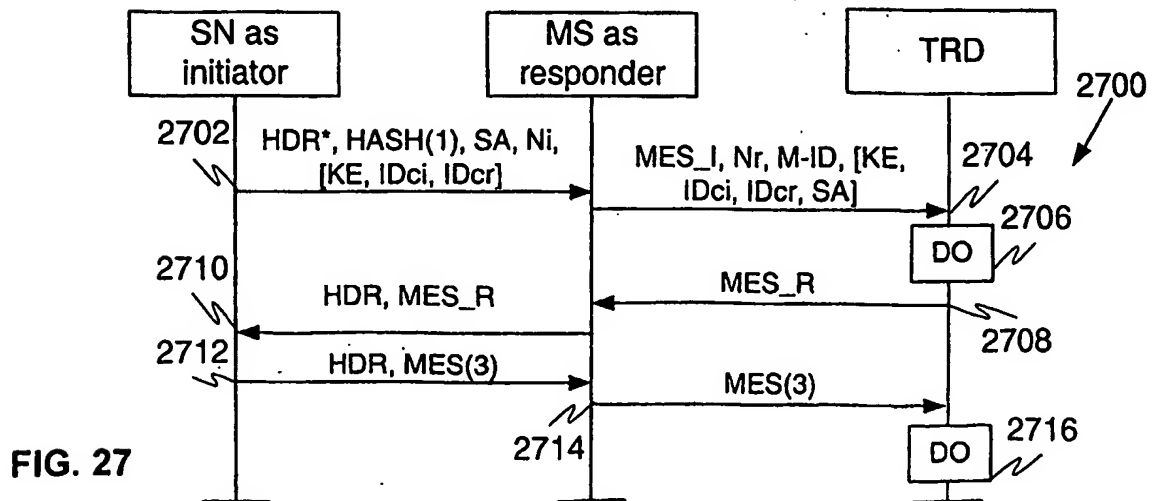 SN as
initiator
MS as
responder
TRD
2700
2702
HDR*, HASH(1), SA, Ni,
[KE, IDci, IDcr]
MES_I, Nr, M-ID, [KE,
IDci, IDcr, SA]
2704
DO
2706
2710
HDR, MES_R
MES_R
2708
2712
HDR, MES(3)
MES(3)
2714
DO
2716
FIG. 27